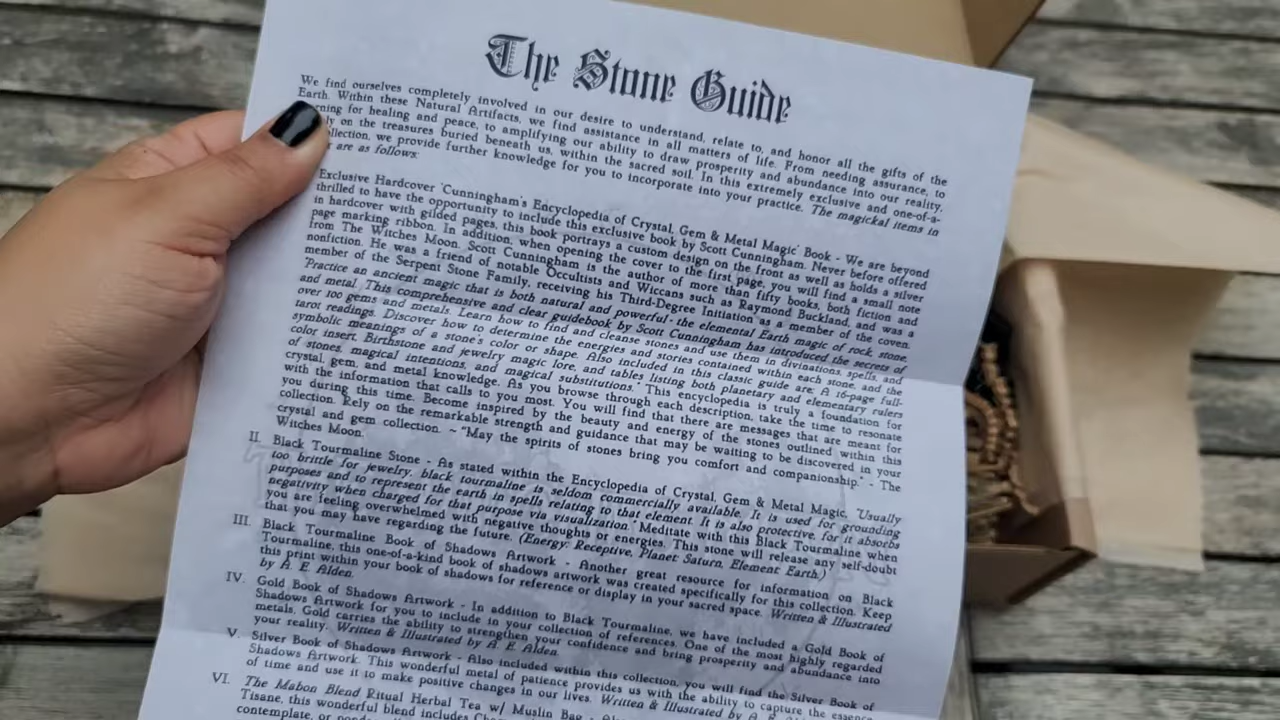 The Stone Guide
We find ourselves completely involved in our desire to understand, relate to, and honor all the gifts of the
Earth. Within these Natural Artifacts, we find assistance in all matters of life. From needing assurance, to
rning for healing and peace, to amplifying our ability to draw prosperity and abundance into our reality.
ly on the treasures buried beneath us, within the sacred soil. In this extremely exclusive and one-of-a-
ollection, we provide further knowledge for you to incorporate into your practice. The magickal items in
r are as follows:
Exclusive Hardcover 'Cunningham's Encyclopedia of Crystal, Gem & Metal Magic' Book - We are beyond
thrilled to have the opportunity to include this exclusive book by Scott Cunningham. Never before offered
in hardcover with gilded pages, this book portrays a custom design on the front as well as holds a silver
page marking ribbon. In addition, when opening the cover to the first page, you will find a small note
from The Witches Moon. Scott Cunningham is the author of more than fifty books, both fiction and
nonfiction. He was a friend of notable Occultists and Wiccans such as Raymond Buckland, and was a
member of the Serpent Stone Family, receiving his Third-Degree Initiation as a member of the coven.
"Practice an ancient magic that is both natural and powerful - the elemental Earth magic of rock, stone,
and metal. This comprehensive and clear guidebook by Scott Cunningham has introduced the secrets of
over 100 gems and metals. Learn how to find and cleanse stones and use them in divinations, spells, and
tarot readings. Discover how to determine the energies and stories contained within each stone, and the
symbolic meanings of a stone's color or shape. Also included in this classic guide are: A 16-page full-
color insert, Birthstone and jewelry magic lore, and tables listing both planetary and elementary rulers
of stones, magical intentions, and magical substitutions." This encyclopedia is truly a foundation for
crystal, gem, and metal knowledge. As you browse through each description, take the time to resonate
with the information that calls to you most. You will find that there are messages that are meant for
you during this time. Become inspired by the beauty and energy of the stones outlined within this
collection. Rely on the remarkable strength and guidance that may be waiting to be discovered in your
crystal and gem collection. ~ "May the spirits of stones bring you comfort and companionship." - The
Witches Moon.
II. Black Tourmaline Stone - As stated within the Encyclopedia of Crystal, Gem & Metal Magic, "Usually
too brittle for jewelry, black tourmaline is seldom commercially available. It is used for grounding
purposes and to represent the earth in spells relating to that element. It is also protective, for it absorbs
negativity when charged for that purpose via visualization." Meditate with this Black Tourmaline when
you are feeling overwhelmed with negative thoughts or energies. This stone will release any self-doubt
that you may have regarding the future. (Energy: Receptive, Planet: Saturn, Element: Earth.)
III. Black Tourmaline Book of Shadows Artwork - Another great resource for information on Black
Tourmaline, this one-of-a-kind book of shadows artwork was created specifically for this collection. Keep
this print within your book of shadows for reference or display in your sacred space. Written & Illustrated
by A. E. Alden.
IV. Gold Book of Shadows Artwork - In addition to Black Tourmaline, we have included a Gold Book of
Shadows Artwork for you to include in your collection of references. One of the most highly regarded
metals. Gold carries the ability to strengthen your confidence and bring prosperity and abundance into
your reality. Written & Illustrated by A. E. Alden.
V. Silver Book of Shadows Artwork - Also included within this collection, you will find the Silver Book of
Shadows Artwork. This wonderful metal of patience provides us with the ability to capture the essence
of time and use it to make positive changes in our lives. Written & Illustrated by A. E. Alden.
VI. The Mabon Blend Ritual Herbal Tea w/ Muslin Bag
Tisane, this wonderful blend includes
contemplate, or